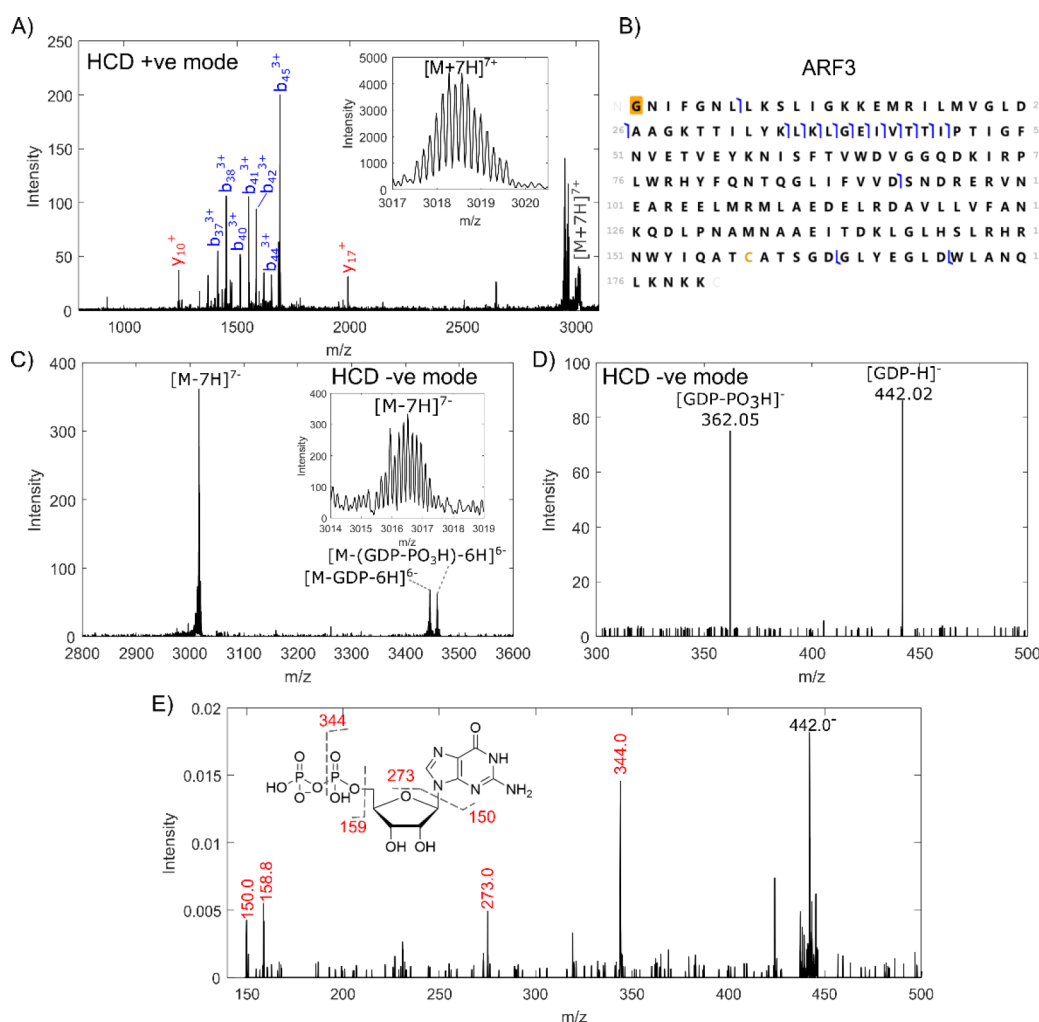 A)
HCD +ve mode
[M+7H]7+
b45 3+
b38 3+
b41 3+
b42 3+
b37 3+
b40 3+
b44 3+
y10 +
y17 +
[M+7H]7+
Intensity
250
200
150
100
50
0
1000
1500
2000
2500
3000
m/z
Intensity
5000
4000
3000
2000
1000
0
3017
3018
3019
3020
m/z
B)
ARF3
N G N I F G N L L K S L I G K K E M R I L M V G L D 2
26 A A G K T T I L Y K L K L G E I V T T I P T I G F 5
51 N V E T V E Y K N I S F T V W D V G G Q D K I R P 7
76 L W R H Y F Q N T Q G L I F V V D S N D R E R V N 1
101 E A R E E L M R M L A E D E L R D A V L L V F A N 1
126 K Q D L P N A M N A A E I T D K L G L H S L R H R 1
151 N W Y I Q A T C A T S G D G L Y E G L D W L A N Q 1
176 L K N K K C
C)
[M-7H]7-
HCD -ve mode
[M-7H]7-
[M-(GDP-PO3H)-6H]6-
[M-GDP-6H]6-
Intensity
400
300
200
100
0
2800
2900
3000
3100
3200
3300
3400
3500
3600
m/z
Intensity
400
300
200
100
0
3014
3015
3016
3017
3018
3019
m/z
D)
HCD -ve mode
[GDP-H]-
442.02
[GDP-PO3H]-
362.05
Intensity
100
80
60
40
20
0
300
350
400
450
500
m/z
E)
344
273
159
150
O
N
NH
N
N
NH2
O
O
HO
P
O
P
O
O-
OH
O
OH
OH
150.0
158.8
273.0
344.0
442.0-
Intensity
0.02
0.015
0.01
0.005
0
150
200
250
300
350
400
450
500
m/z